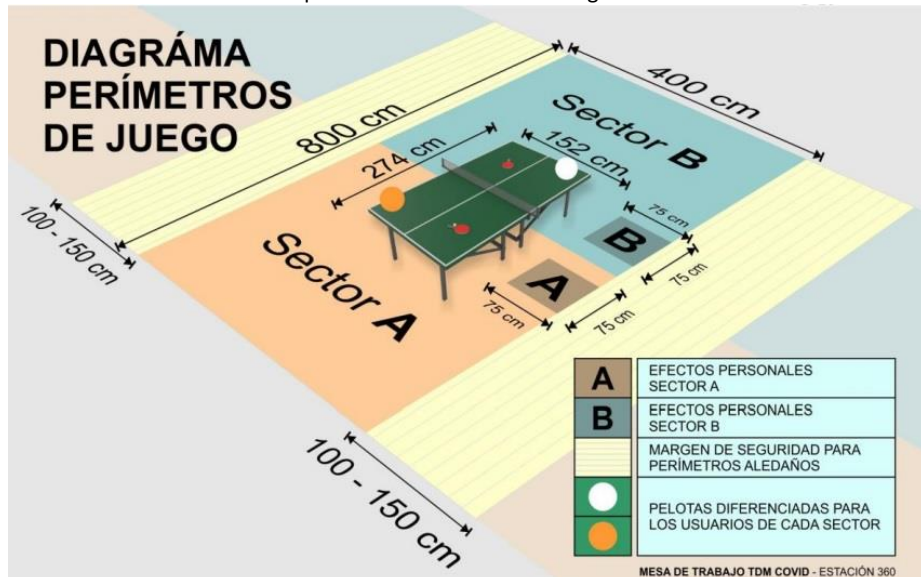 DIAGRÁMA
PERÍMETROS
DE JUEGO
800 cm
400 cm
Sector B
152 cm
274 cm
75 cm
B
75 cm
100 - 150 cm
Sector A
A
75 cm
75 cm
100 - 150 cm
A
EFECTOS PERSONALES
SECTOR A
B
EFECTOS PERSONALES
SECTOR B
MARGEN DE SEGURIDAD PARA
PERÍMETROS ALEDAÑOS
PELOTAS DIFERENCIADAS PARA
LOS USUARIOS DE CADA SECTOR
MESA DE TRABAJO TDM COVID - ESTACIÓN 360